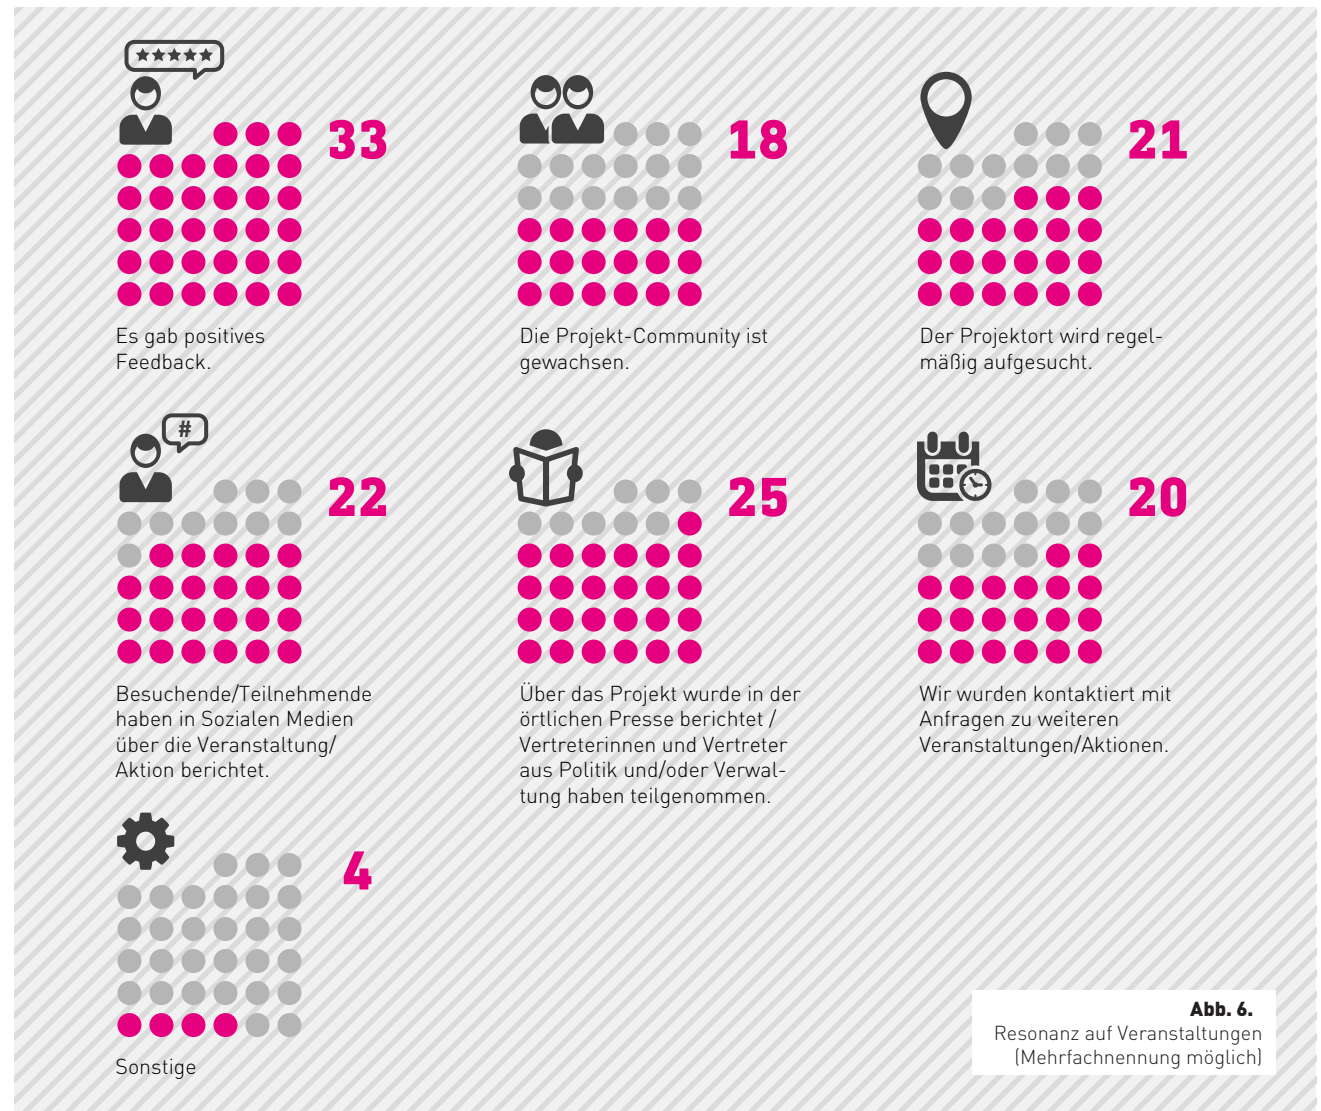 33
Es gab positives
Feedback.
18
Die Projekt-Community ist
gewachsen.
21
Der Projektort wird regel-
mäßig aufgesucht.
#
22
Besuchende/Teilnehmende
haben in Sozialen Medien
über die Veranstaltung/
Aktion berichtet.
25
Über das Projekt wurde in der
örtlichen Presse berichtet /
Vertreterinnen und Vertreter
aus Politik und/oder Verwal-
tung haben teilgenommen.
20
Wir wurden kontaktiert mit
Anfragen zu weiteren
Veranstaltungen/Aktionen.
4
Sonstige
Abb. 6.
Resonanz auf Veranstaltungen
(Mehrfachnennung möglich)